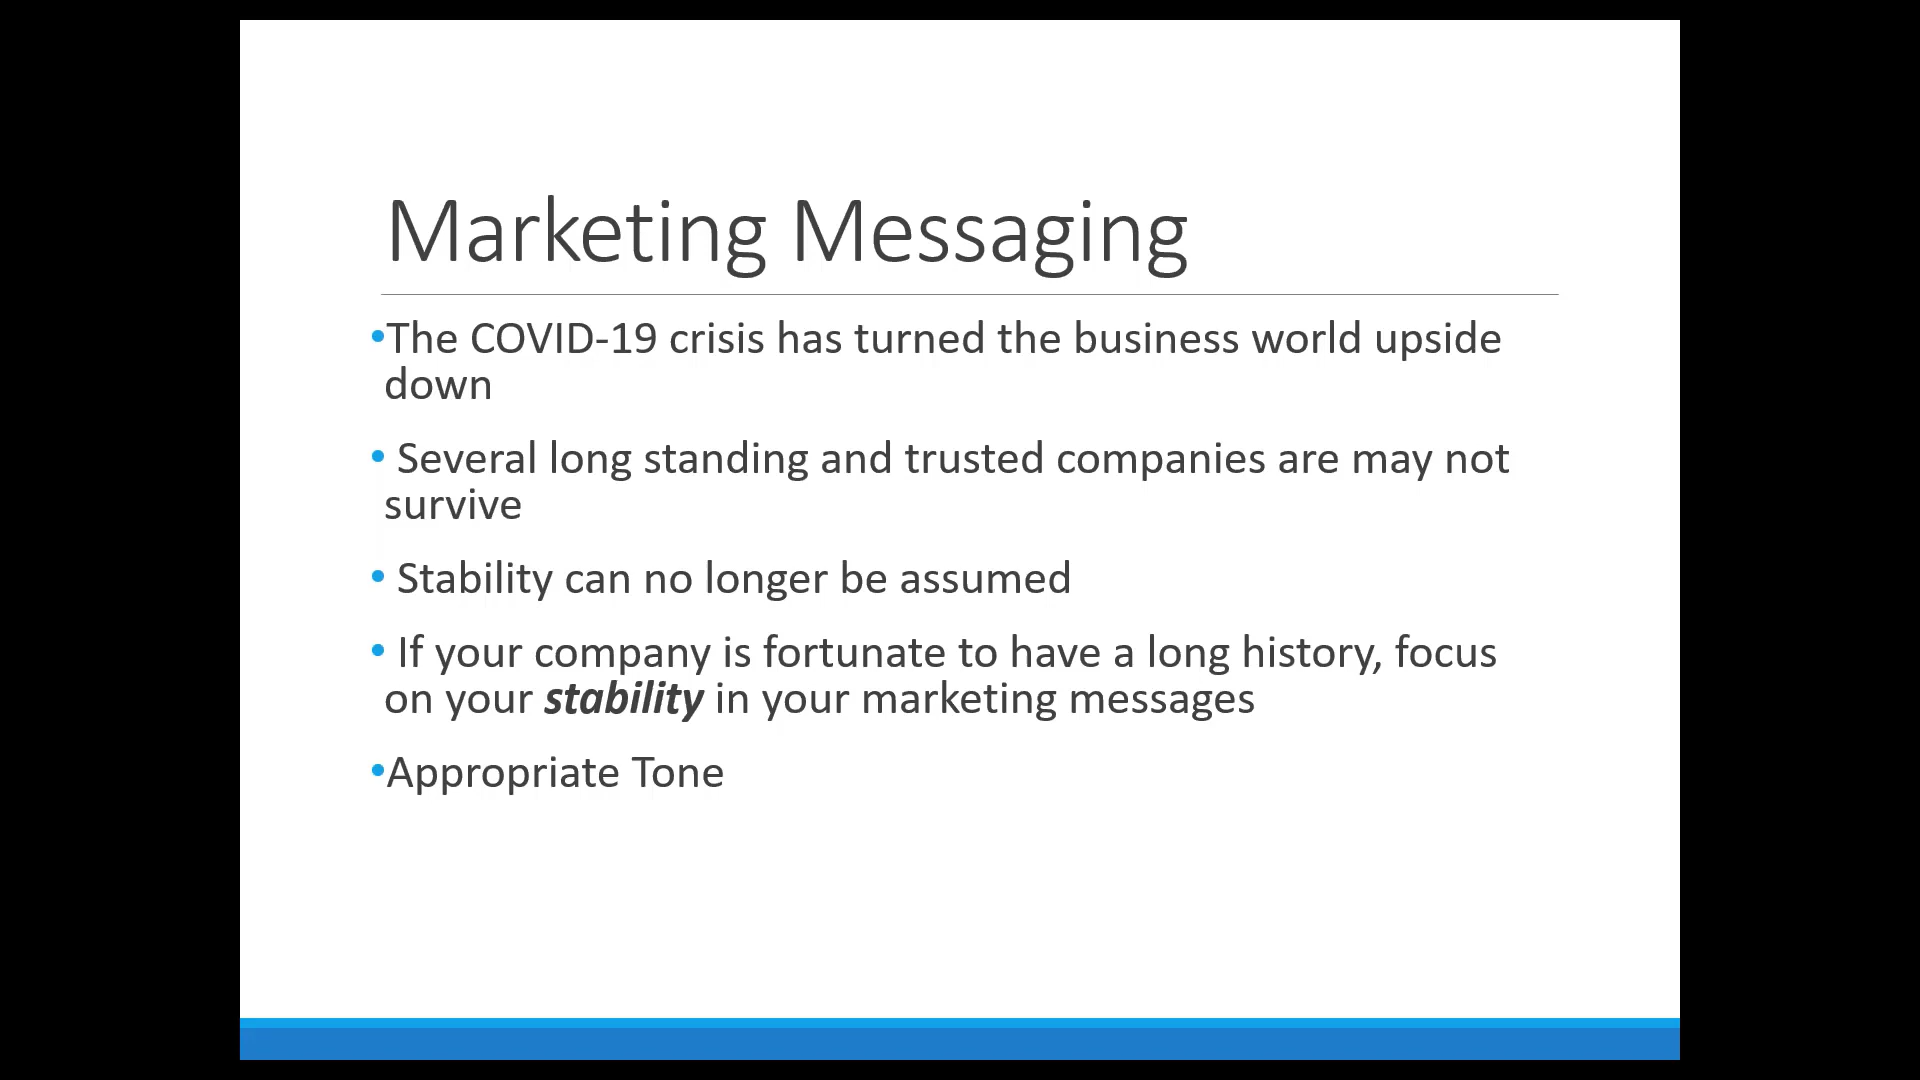 Marketing Messaging
•The COVID-19 crisis has turned the business world upside
down
• Several long standing and trusted companies are may not
survive
• Stability can no longer be assumed
• If your company is fortunate to have a long history, focus
on your stability in your marketing messages
•Appropriate Tone